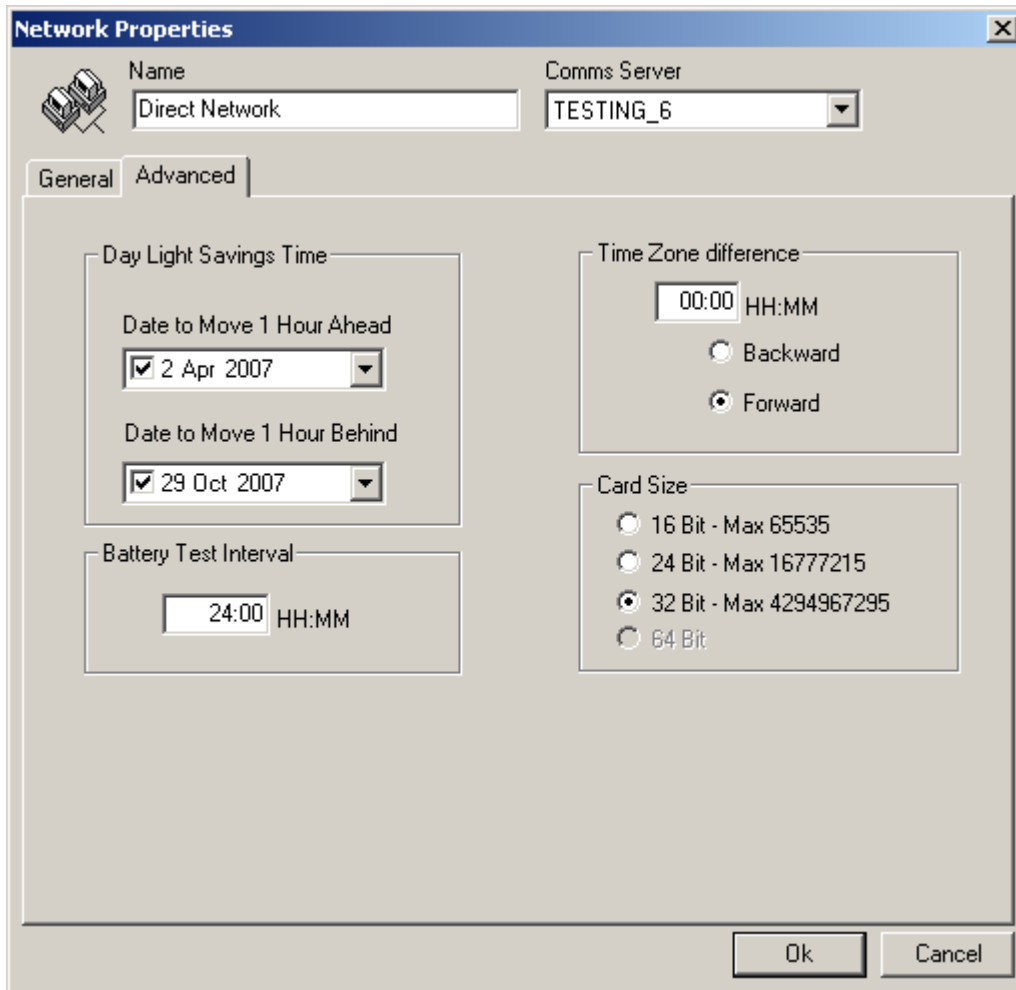 Network Properties
Name
Comms Server
Direct Network
TESTING_6
General
Advanced
Day Light Savings Time
Date to Move 1 Hour Ahead
2 Apr 2007
Date to Move 1 Hour Behind
29 Oct 2007
Battery Test Interval
24:00 HH:MM
Time Zone difference
00:00 HH:MM
Backward
Forward
Card Size
16 Bit - Max 65535
24 Bit - Max 16777215
32 Bit - Max 4294967295
64 Bit
Ok
Cancel